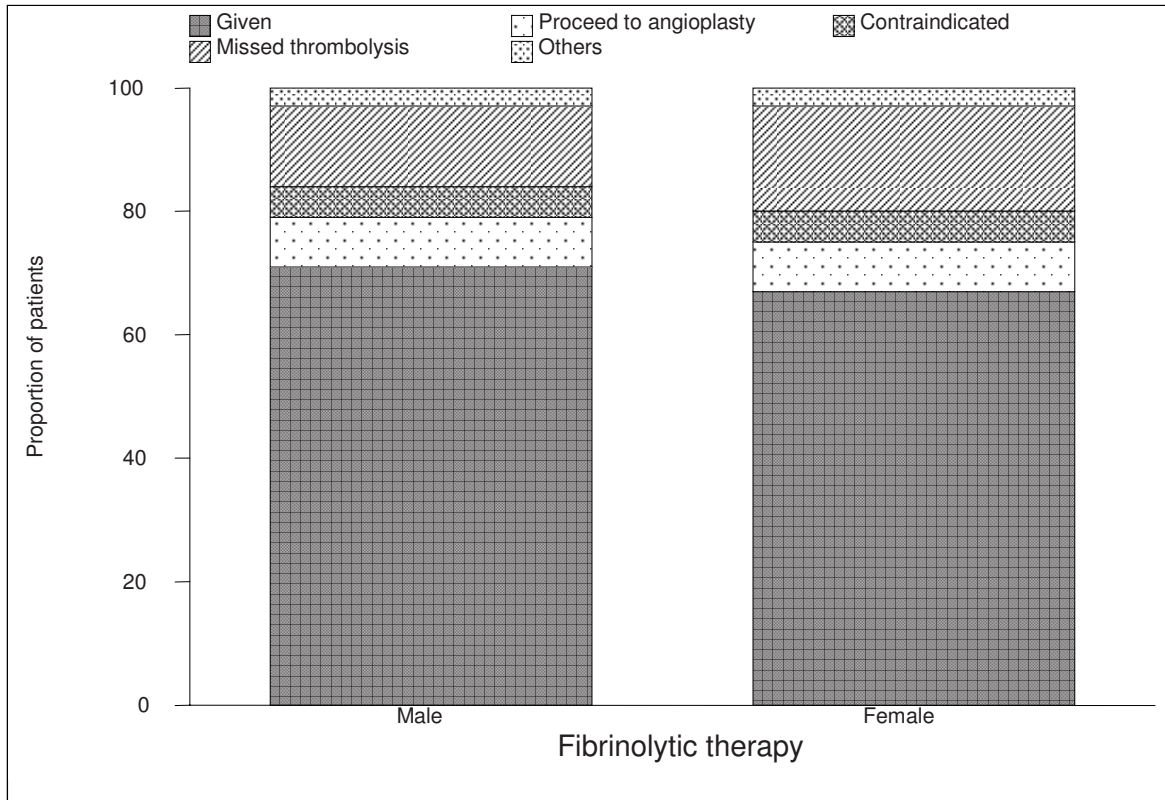 Given Proceed to angioplasty Contraindicated
Missed thrombolysis Others
100
80
60
40
20
0
Proportion of patients
Male Female
Fibrinolytic therapy